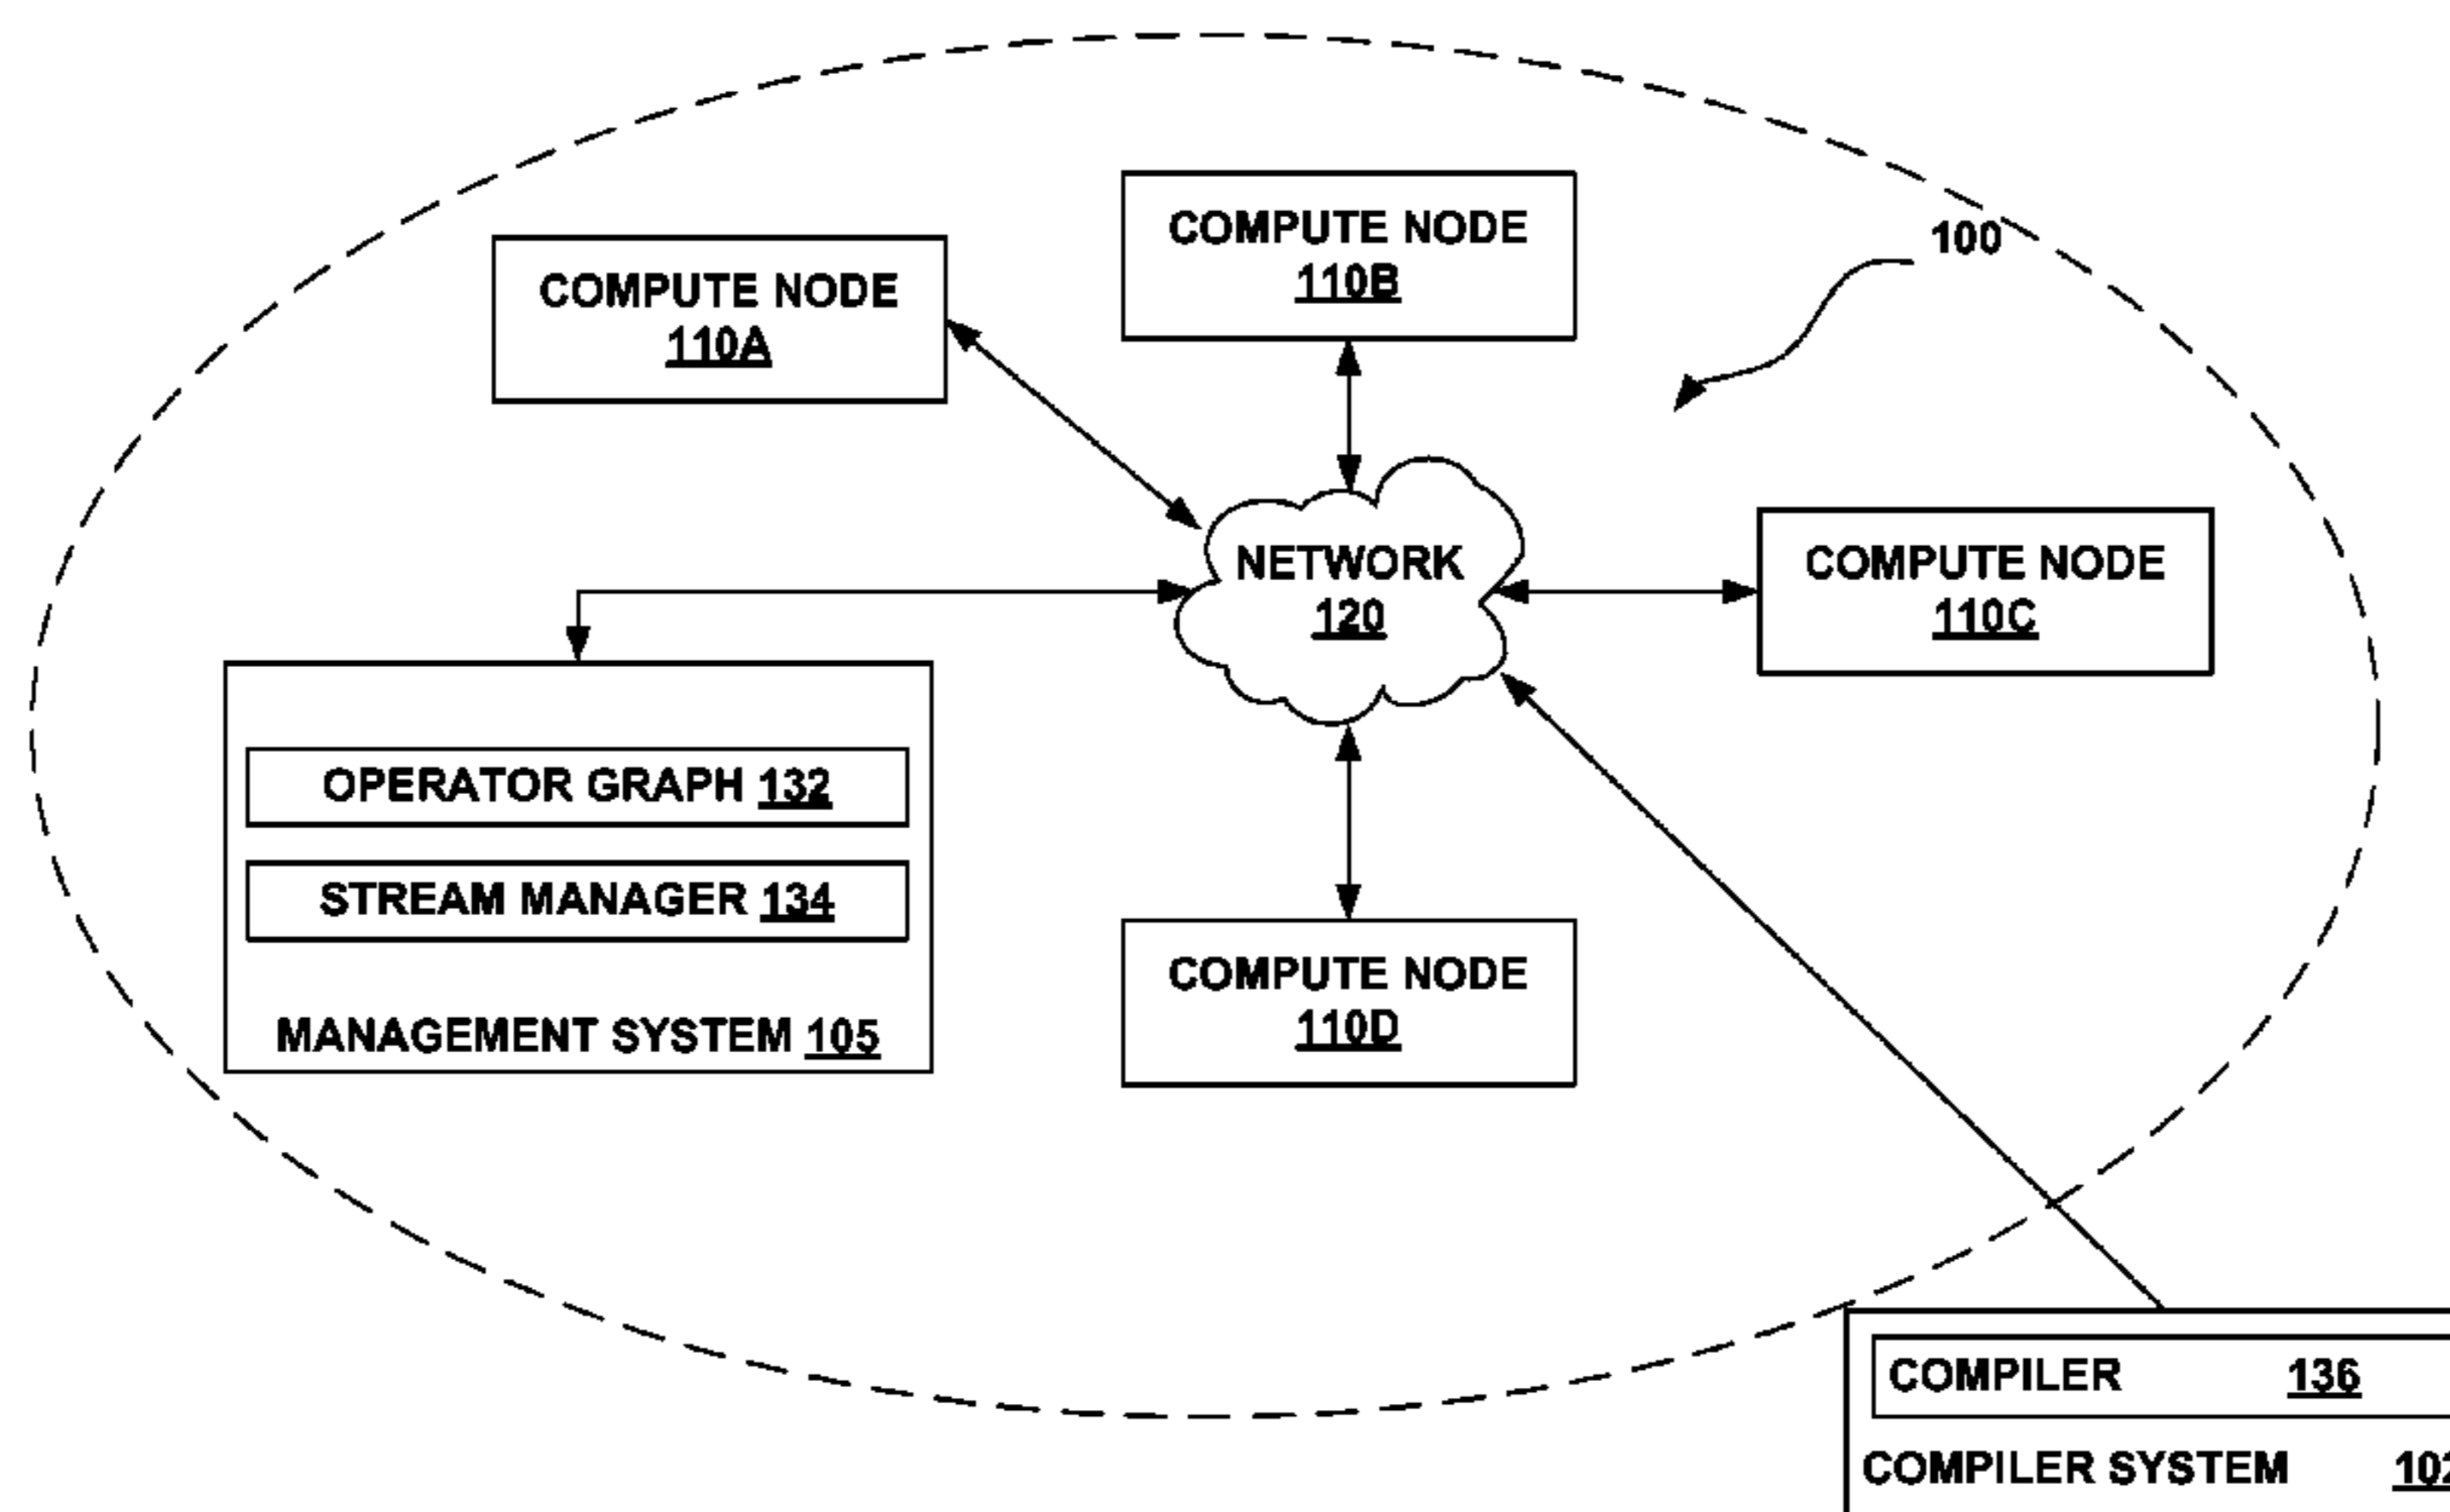 COMPUTE NODE
110B
100
COMPUTE NODE
110A
NETWORK
120
COMPUTE NODE
110C
OPERATOR GRAPH 132
STREAM MANAGER 134
MANAGEMENT SYSTEM 105
COMPUTE NODE
110D
COMPILER 136
COMPILER SYSTEM 102